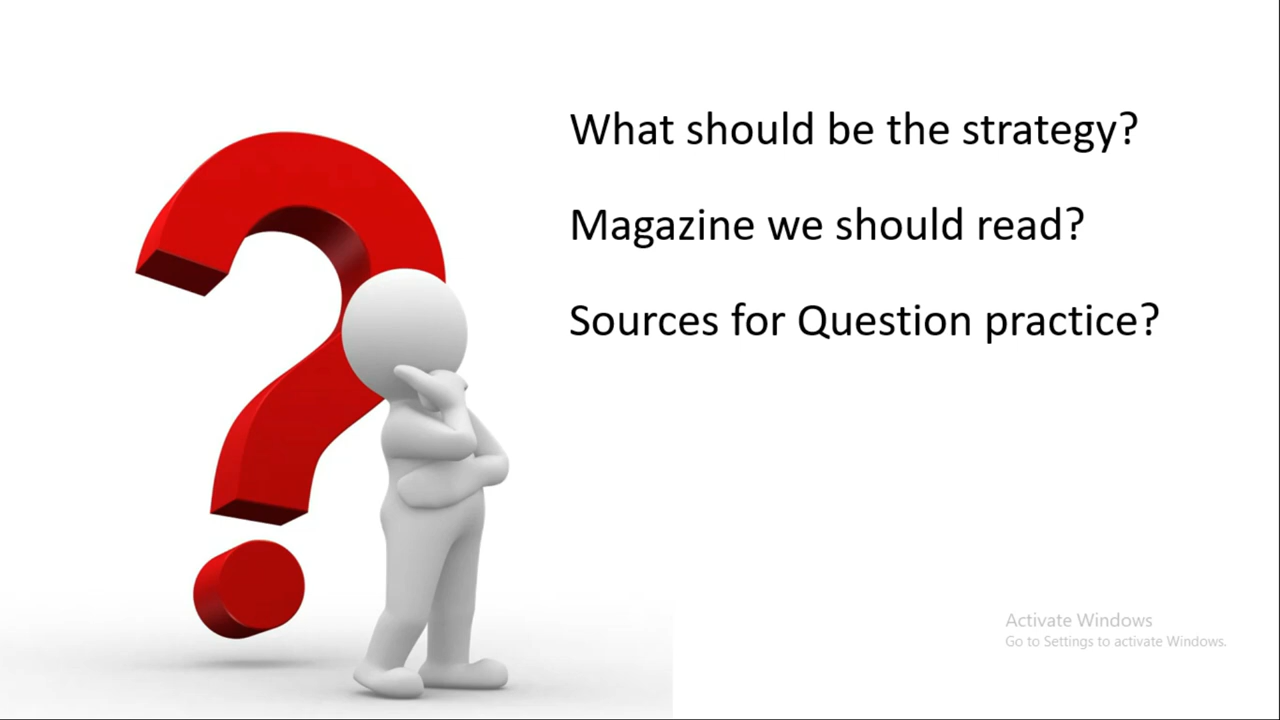 What should be the strategy?
Magazine we should read?
Sources for Question practice?
Activate Windows
Go to Settings to activate Windows.